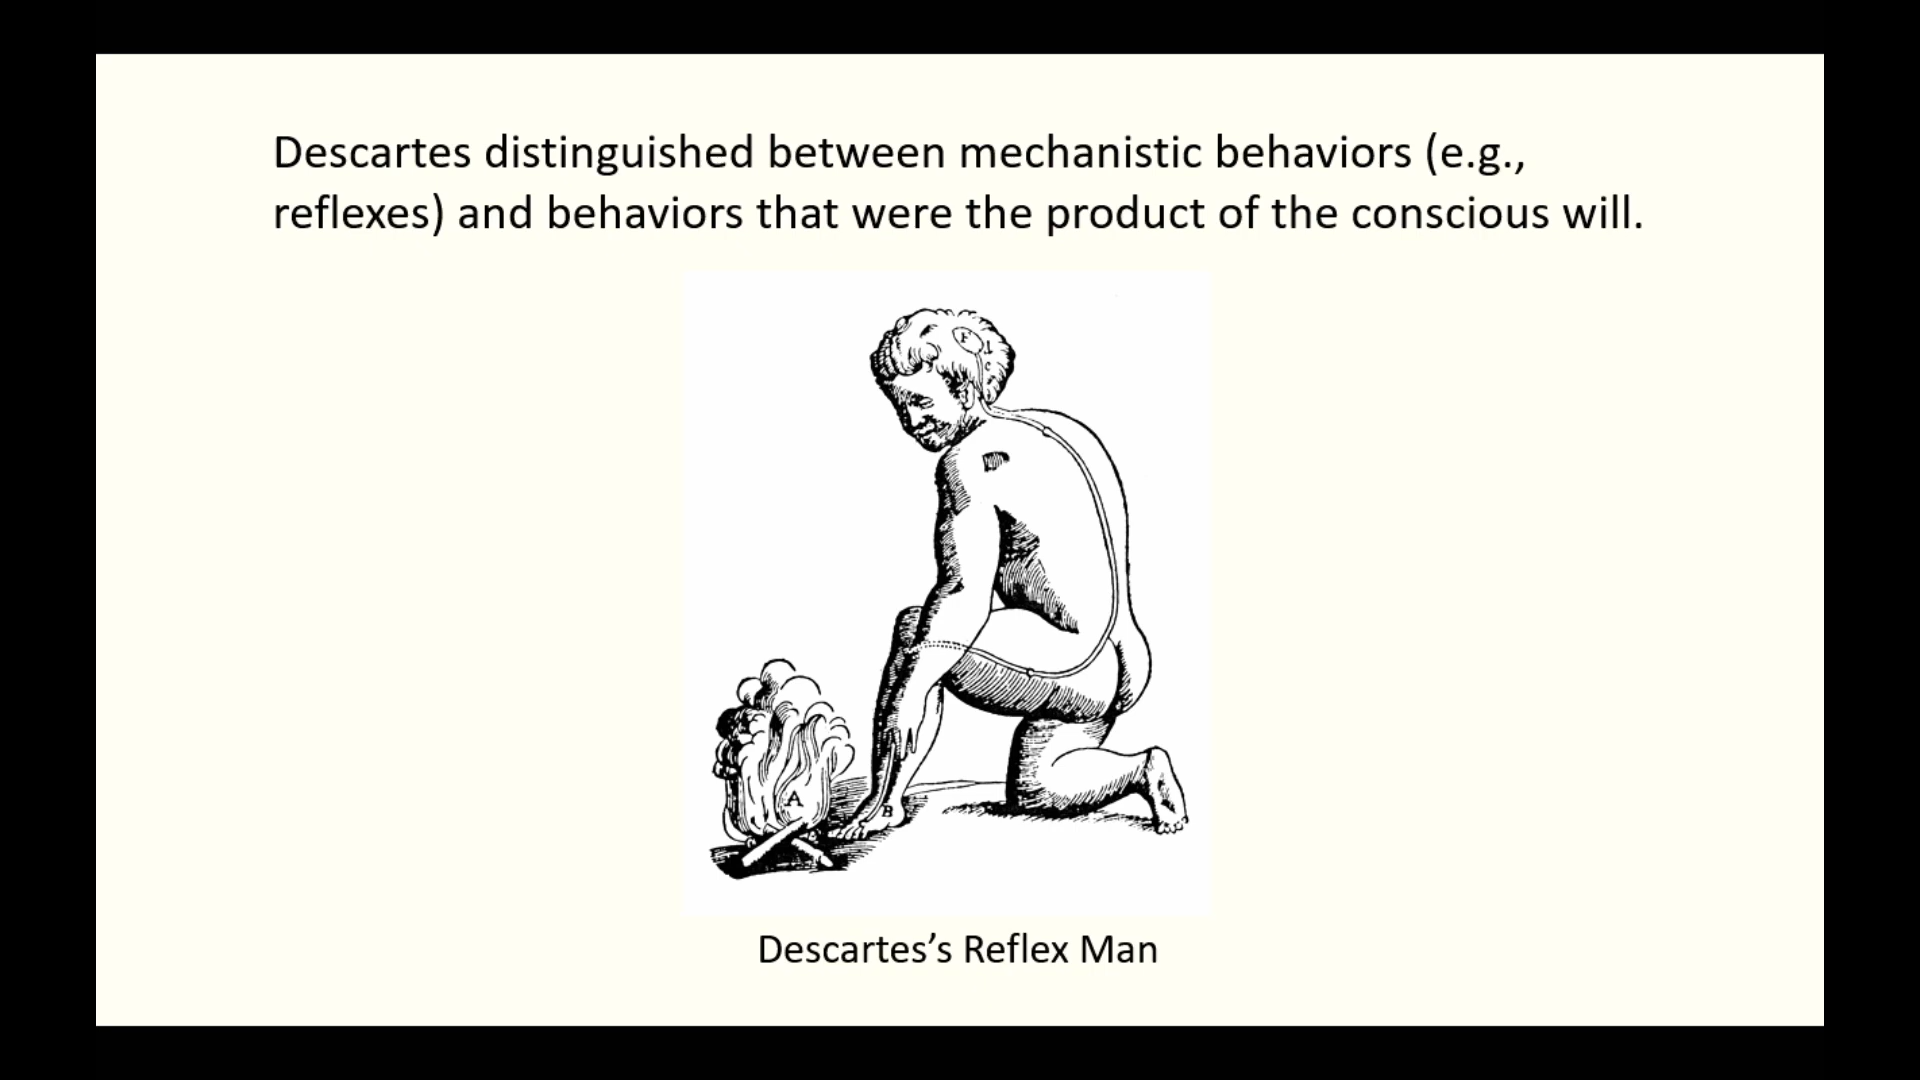 Descartes distinguished between mechanistic behaviors (e.g.,
reflexes) and behaviors that were the product of the conscious will.
F
A
B
Descartes’s Reflex Man